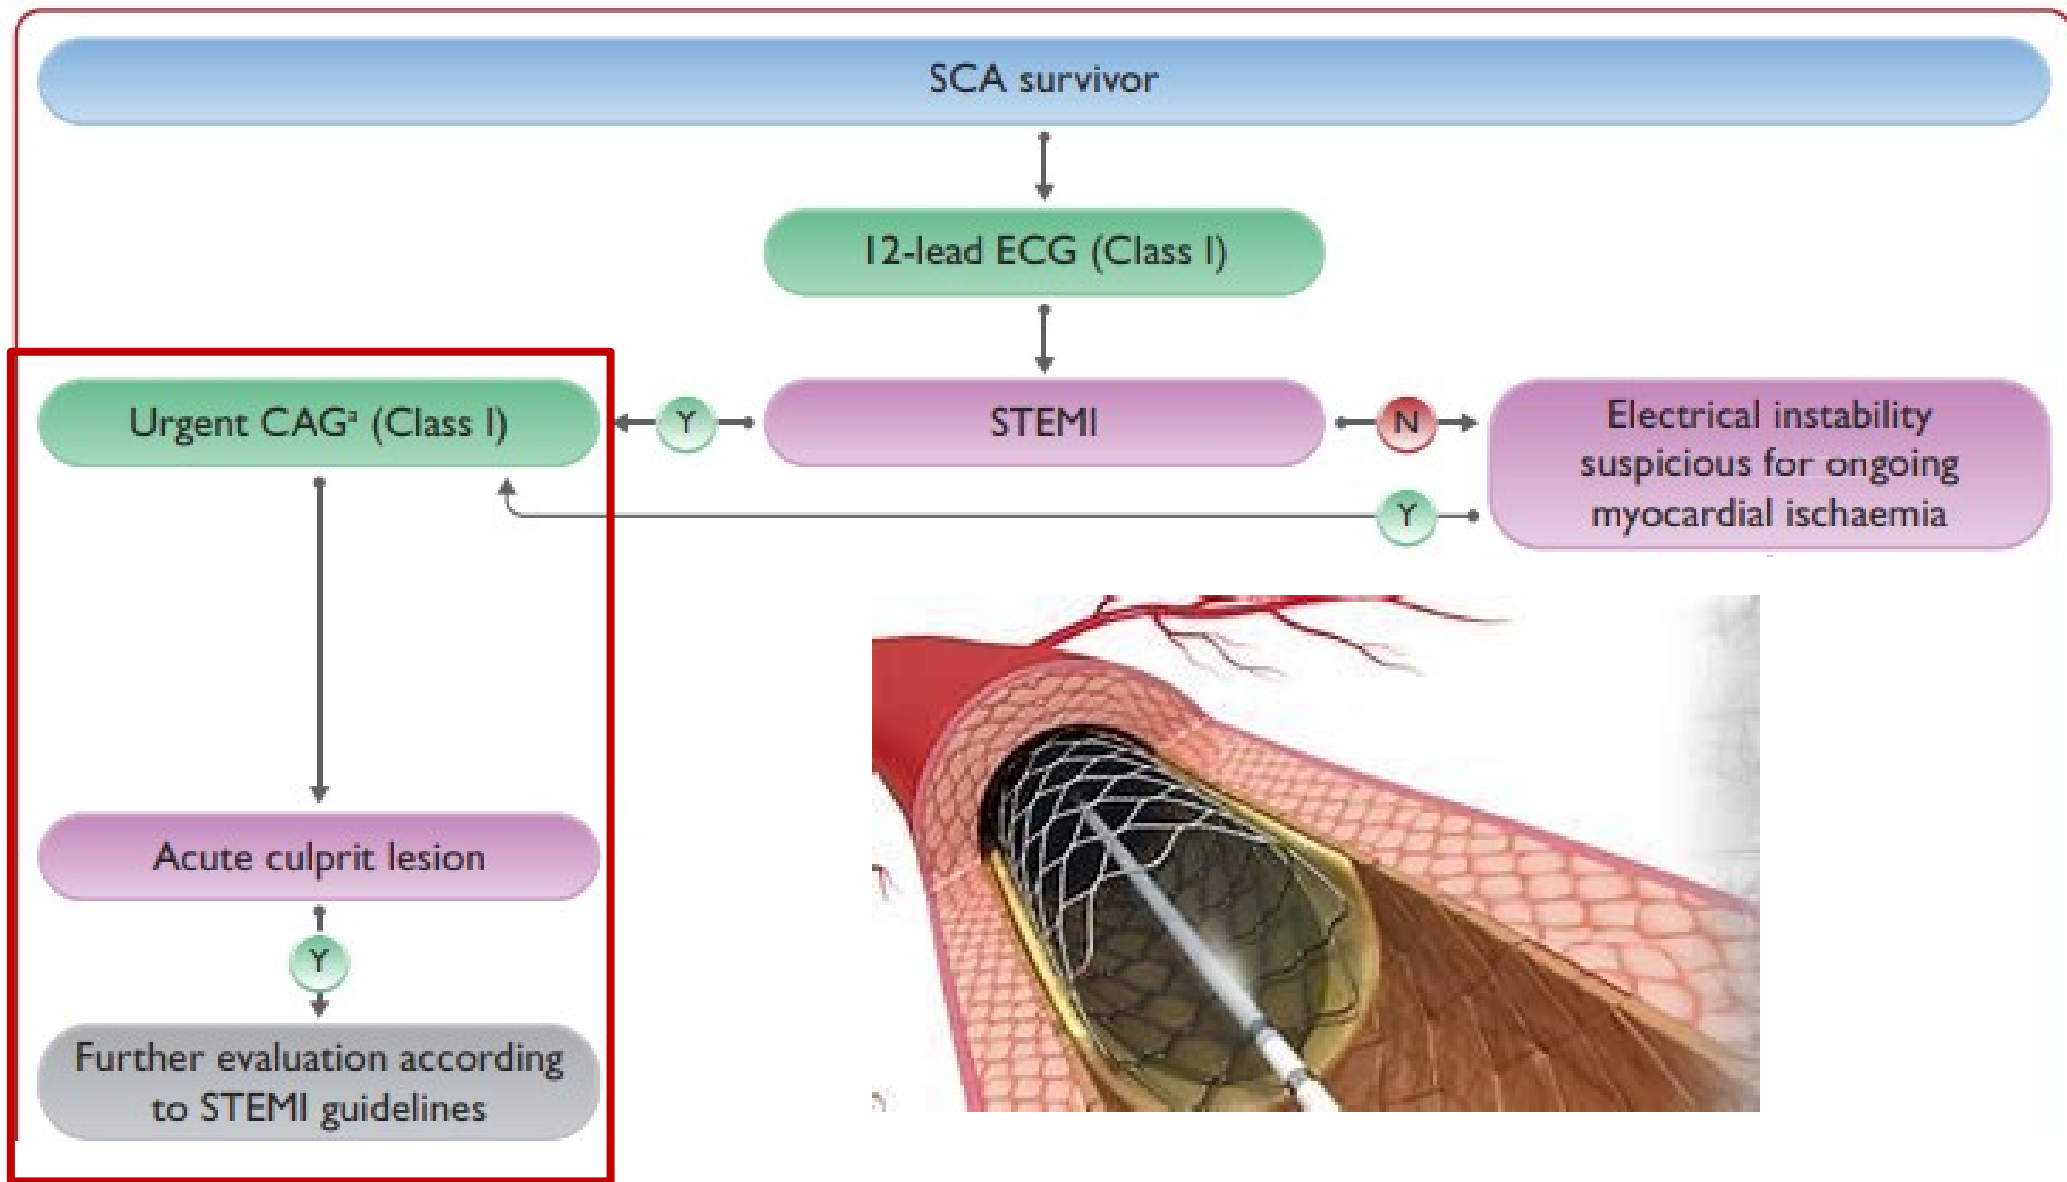 SCA survivor
12-lead ECG (Class I)
Urgent CAGᵃ (Class I)
Y
STEMI
N
Electrical instability
suspicious for ongoing
myocardial ischaemia
Y
Acute culprit lesion
Y
Further evaluation according
to STEMI guidelines